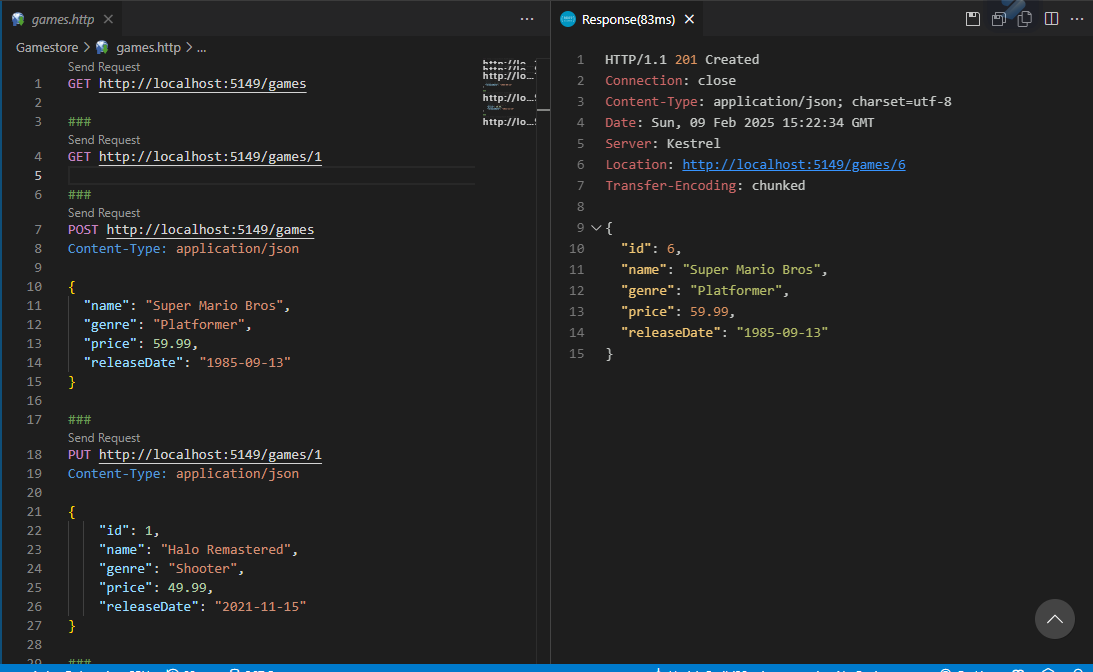 games.http
Gamestore > games.http > ...
Send Request
1 GET http://localhost:5149/games
2
3 ###
Send Request
4 GET http://localhost:5149/games/1
5
6 ###
Send Request
7 POST http://localhost:5149/games
8 Content-Type: application/json
9
10 {
11 "name": "Super Mario Bros",
12 "genre": "Platformer",
13 "price": 59.99,
14 "releaseDate": "1985-09-13"
15 }
16
17 ###
Send Request
18 PUT http://localhost:5149/games/1
19 Content-Type: application/json
20
21 {
22 "id": 1,
23 "name": "Halo Remastered",
24 "genre": "Shooter",
25 "price": 49.99,
26 "releaseDate": "2021-11-15"
27 }
28
29 ###
Response(83ms)
1 HTTP/1.1 201 Created
2 Connection: close
3 Content-Type: application/json; charset=utf-8
4 Date: Sun, 09 Feb 2025 15:22:34 GMT
5 Server: Kestrel
6 Location: http://localhost:5149/games/6
7 Transfer-Encoding: chunked
8
9 {
10 "id": 6,
11 "name": "Super Mario Bros",
12 "genre": "Platformer",
13 "price": 59.99,
14 "releaseDate": "1985-09-13"
15 }